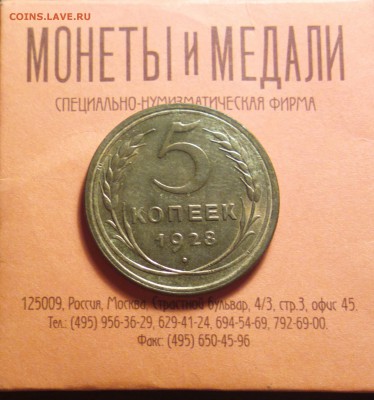 COINS.LAVE.RU
МОНЕТЫ И МЕДАЛИ
СПЕЦИАЛЬНО-НУМИЗМАТИЧЕСКАЯ ФИРМА
5
КОПЕЕК
1928
125009, Россия, Москва, Страстной бульвар, 4/3, стр.3, офис 45.
Тел.: (495) 956-36-29, 629-41-24, 694-54-69, 792-69-00.
Факс: (495) 650-45-96